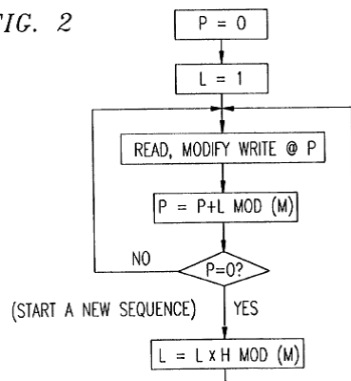 FIG. 2
P = 0
L = 1
READ, MODIFY WRITE @ P
P = P+L MOD (M)
NO
P=0?
(START A NEW SEQUENCE) YES
L = L x H MOD (M)